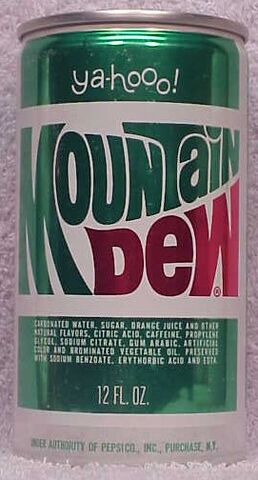 ya-hooo!
MOUNTaiN
DeW®
CARBONATED WATER, SUGAR, ORANGE JUICE AND OTHER
NATURAL FLAVORS, CITRIC ACID, CAFFEINE, PROPYLENE
GLYCOL, SODIUM CITRATE, GUM ARABIC, ARTIFICIAL
COLOR AND BROMINATED VEGETABLE OIL. PRESERVED
WITH SODIUM BENZOATE, ERYTHORBIC ACID AND EDTA.
12 FL. OZ.
UNDER AUTHORITY OF PEPSICO., INC., PURCHASE, N.Y.